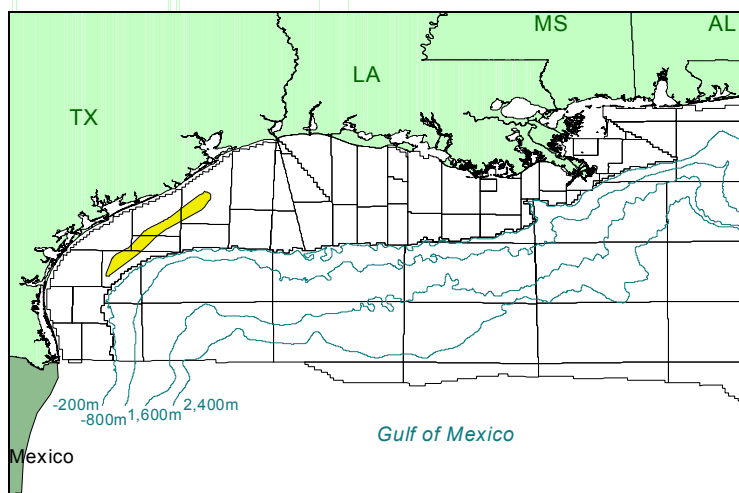 MS
AL
LA
TX
-200m
-800m
1,600m
2,400m
Gulf of Mexico
Mexico